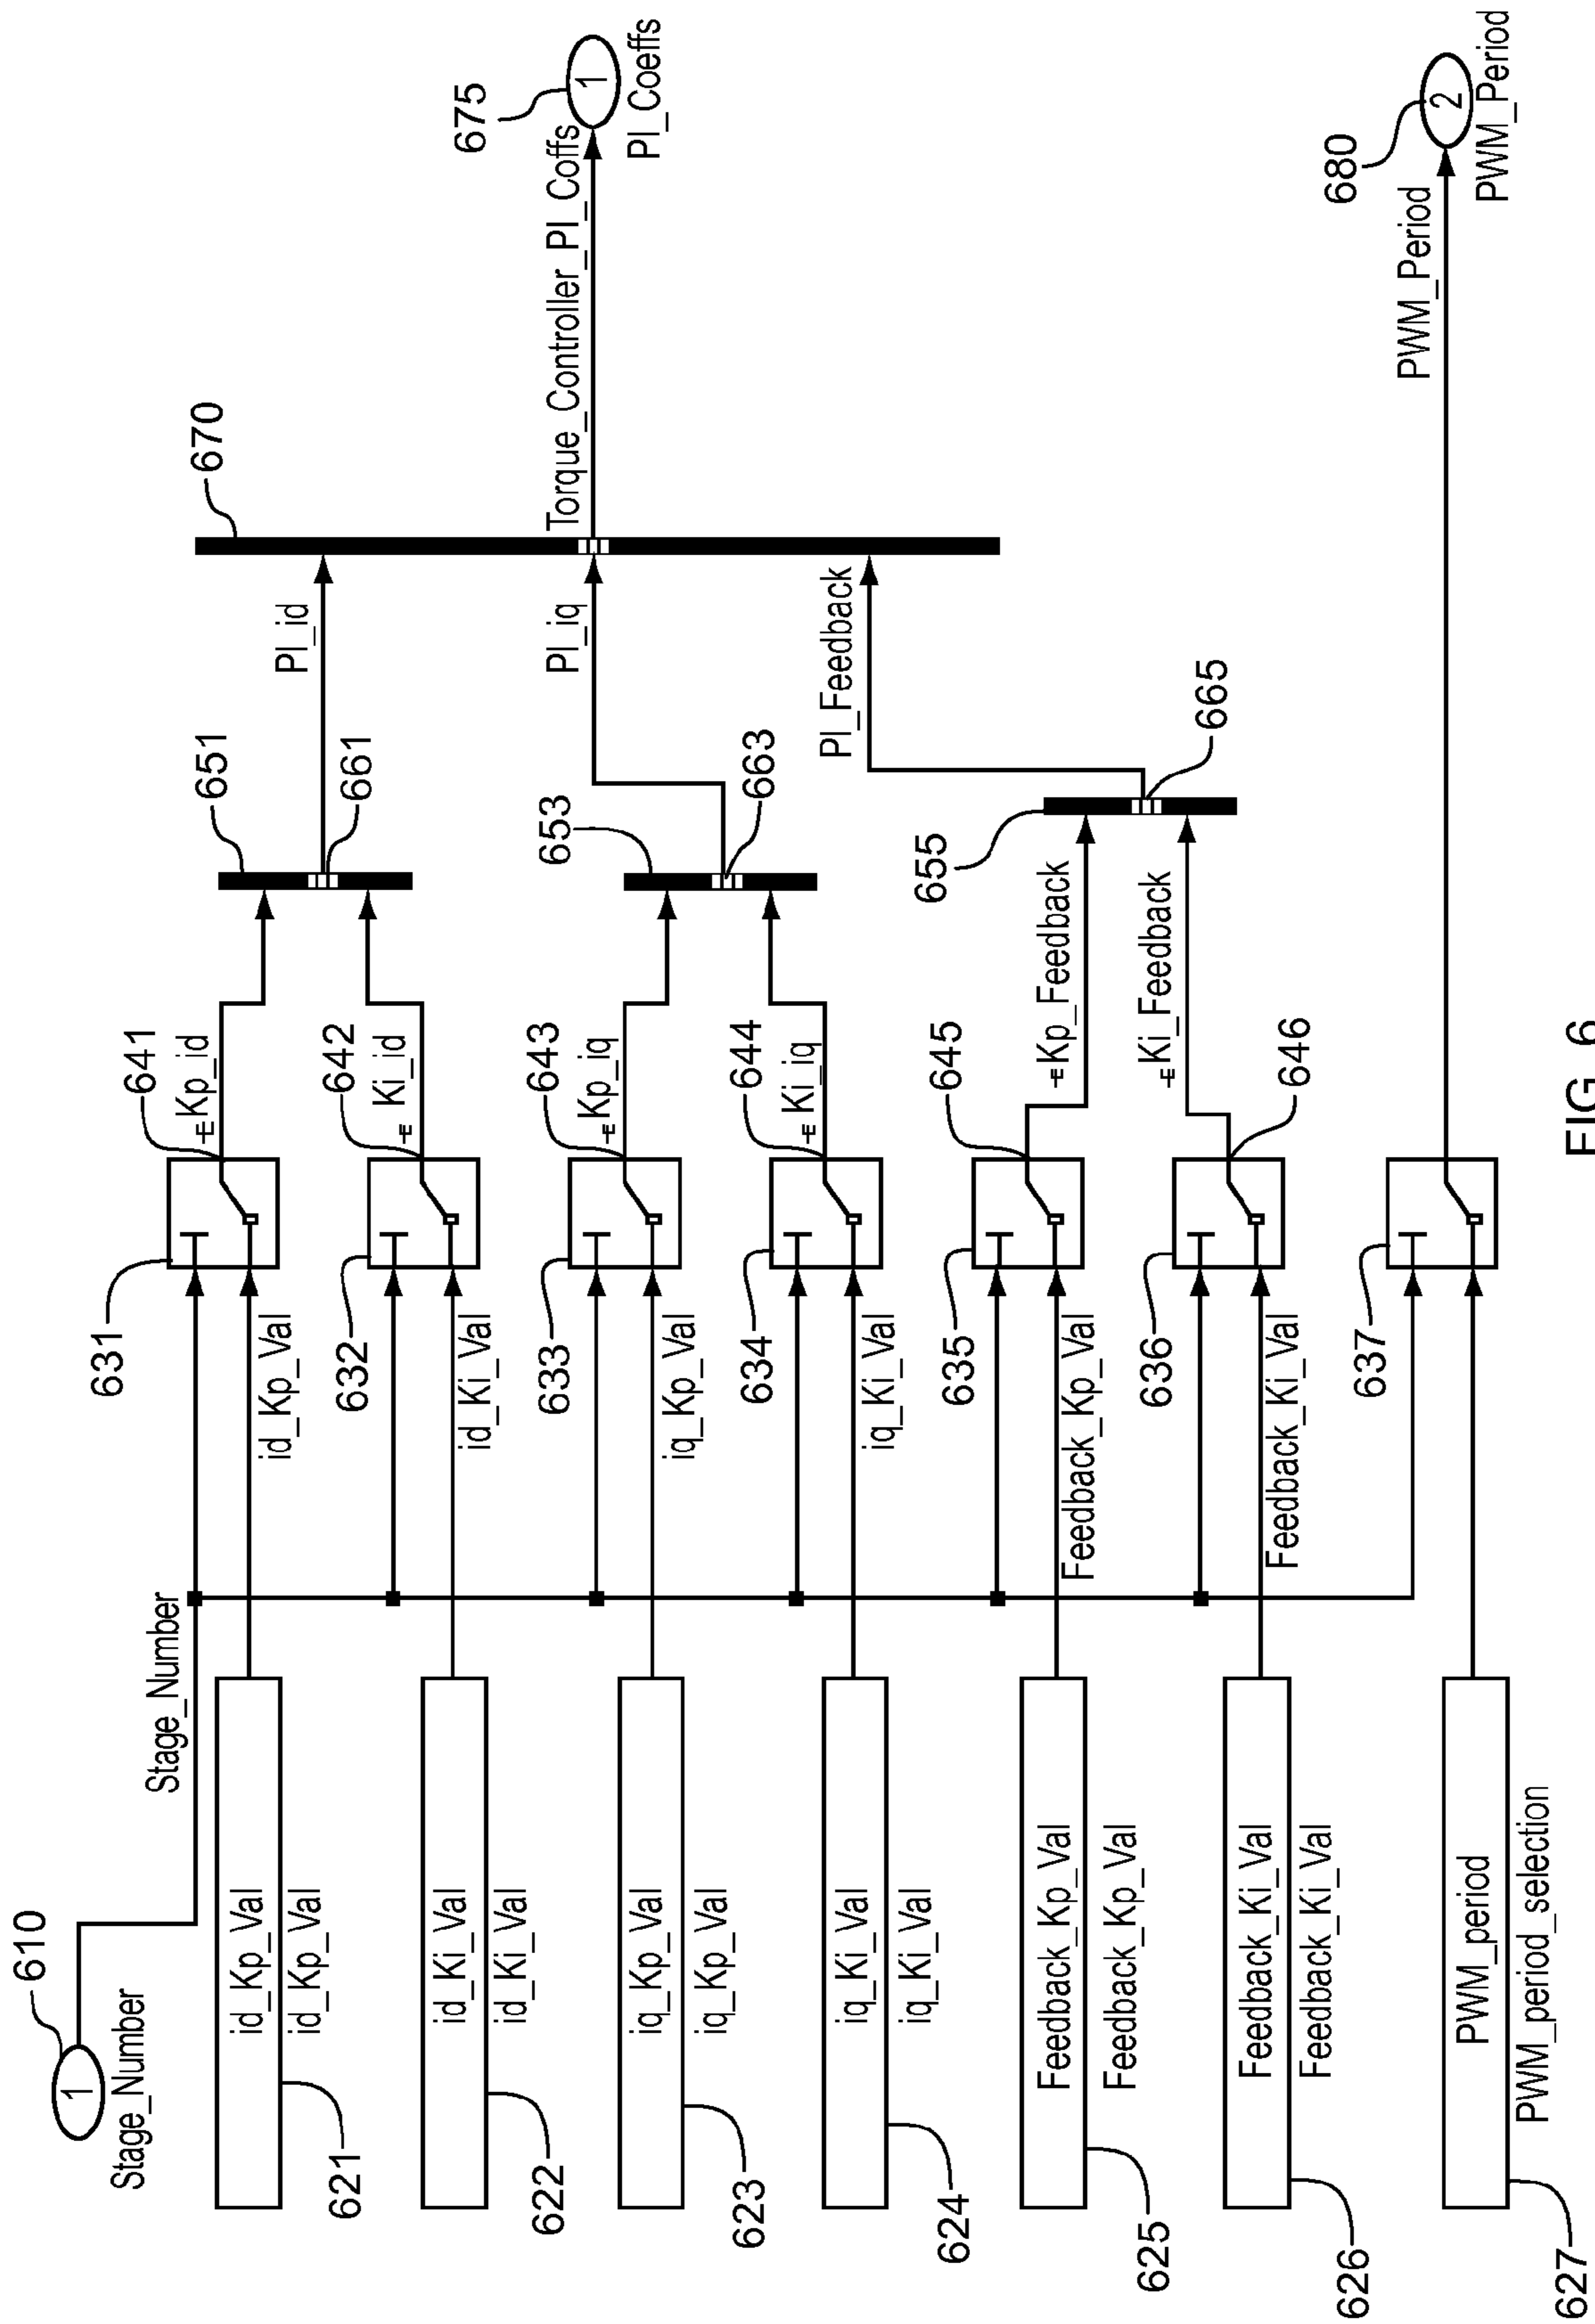 610
1
Stage_Number
Stage_Number
id_Kp_Val
id_Kp_Val
621
id_Kp_Val
631
641
Kp_id
651
661
PI_id
670
id_Ki_Val
id_Ki_Val
622
id_Ki_Val
632
642
Ki_id
iq_Kp_Val
iq_Kp_Val
623
iq_Kp_Val
633
643
Kp_iq
653
663
PI_iq
Torque_Controller_PI_Coffs
675
1
PI_Coeffs
iq_Ki_Val
iq_Ki_Val
624
iq_Ki_Val
634
644
Ki_iq
Feedback_Kp_Val
Feedback_Kp_Val
625
Feedback_Kp_Val
635
645
Kp_Feedback
655
665
PI_Feedback
Feedback_Ki_Val
Feedback_Ki_Val
626
Feedback_Ki_Val
636
646
Ki_Feedback
PWM_period
PWM_period_selection
627
637
PWM_Period
680
2
PWM_Period
FIG. 6